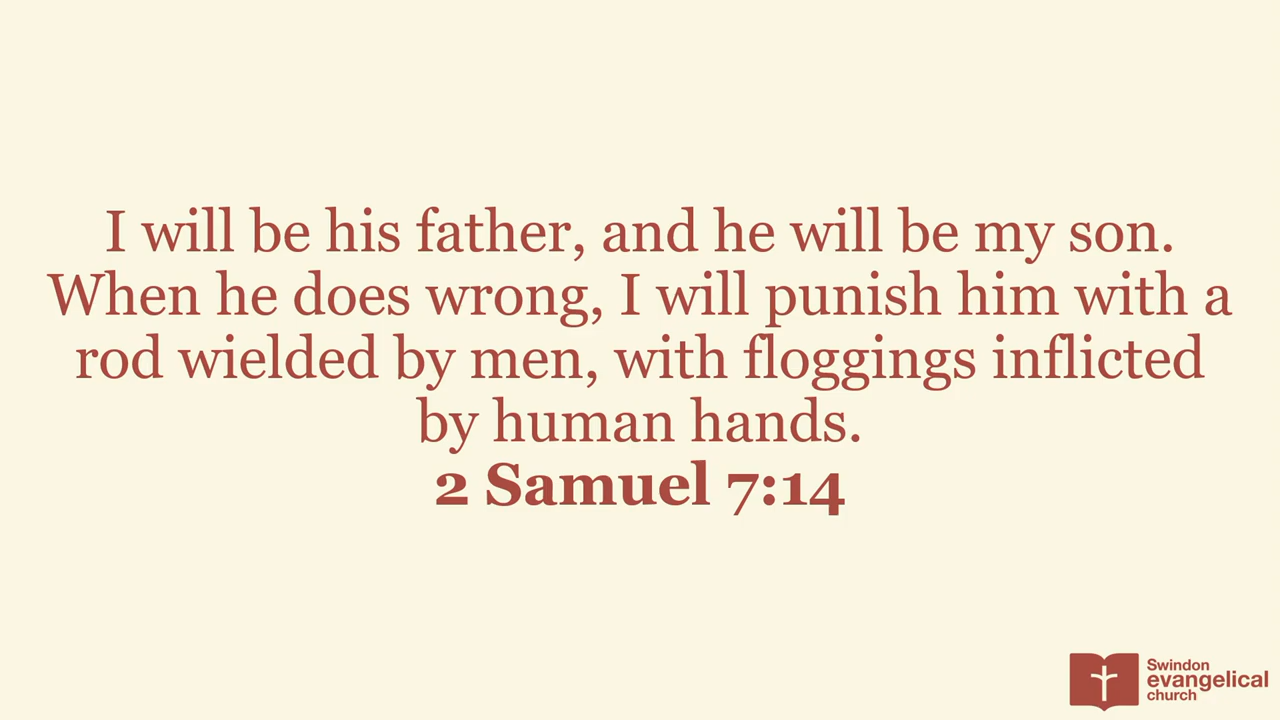 I will be his father, and he will be my son.
When he does wrong, I will punish him with a
rod wielded by men, with floggings inflicted
by human hands.
2 Samuel 7:14
Swindon
evangelical
church